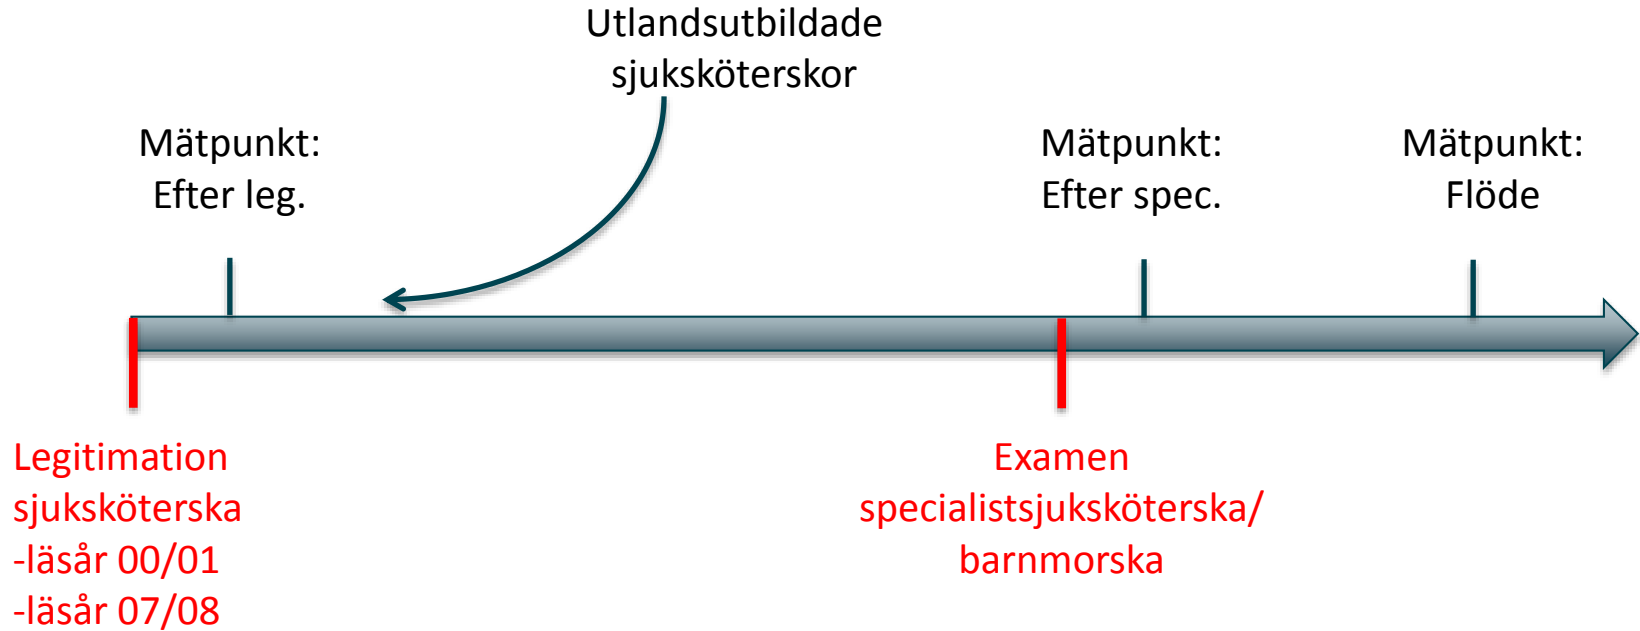 Utlandsutbildade
sjuksköterskor
Mätpunkt:
Efter leg.
Mätpunkt:
Efter spec.
Mätpunkt:
Flöde
Legitimation
sjuksköterska
-läsår 00/01
-läsår 07/08
Examen
specialistsjuksköterska/
barnmorska